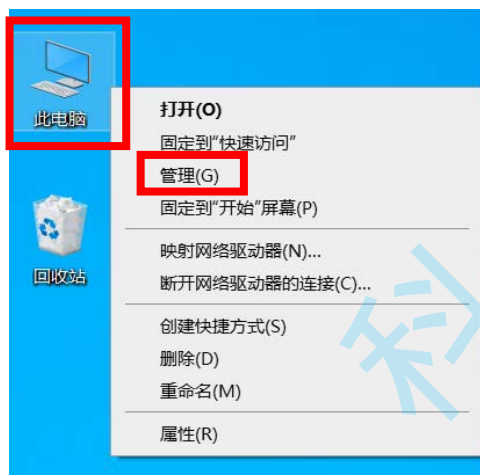 此电脑
打开(O)
固定到"快速访问"
管理(G)
固定到"开始"屏幕(P)
映射网络驱动器(N)...
断开网络驱动器的连接(C)...
回收站
创建快捷方式(S)
删除(D)
重命名(M)
属性(R)
科